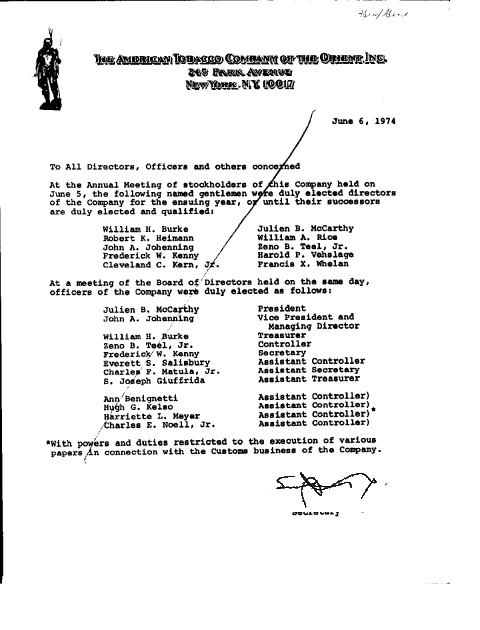 THE AMERICAN TOBACCO COMPANY OF THE ORIENT, INC.
245 PARK AVENUE
NEW YORK, N.Y. 10017
June 6, 1974
To All Directors, Officers and others concerned
At the Annual Meeting of stockholders of this Company held on
June 5, the following named gentlemen were duly elected directors
of the Company for the ensuing year, or until their successors
are duly elected and qualified:
William H. Burke Julien B. McCarthy
Robert K. Heimann William A. Rice
John A. Johenning Zeno B. Teel, Jr.
Frederick W. Kenny Harold P. Vehslage
Cleveland C. Kern, Jr. Francis X. Whelan
At a meeting of the Board of Directors held on the same day,
officers of the Company were duly elected as follows:
Julien B. McCarthy President
John A. Johenning Vice President and
Managing Director
William H. Burke Treasurer
Zeno B. Teel, Jr. Controller
Frederick W. Kenny Secretary
Everett S. Salisbury Assistant Controller
Charles F. Matula, Jr. Assistant Secretary
S. Joseph Giuffrida Assistant Treasurer
Ann Benignetti Assistant Controller)
Hugh G. Kelso Assistant Controller)
Harriette L. Meyer Assistant Controller)*
Charles E. Noell, Jr. Assistant Controller)
*With powers and duties restricted to the execution of various
papers in connection with the Customs business of the Company.
Secretary